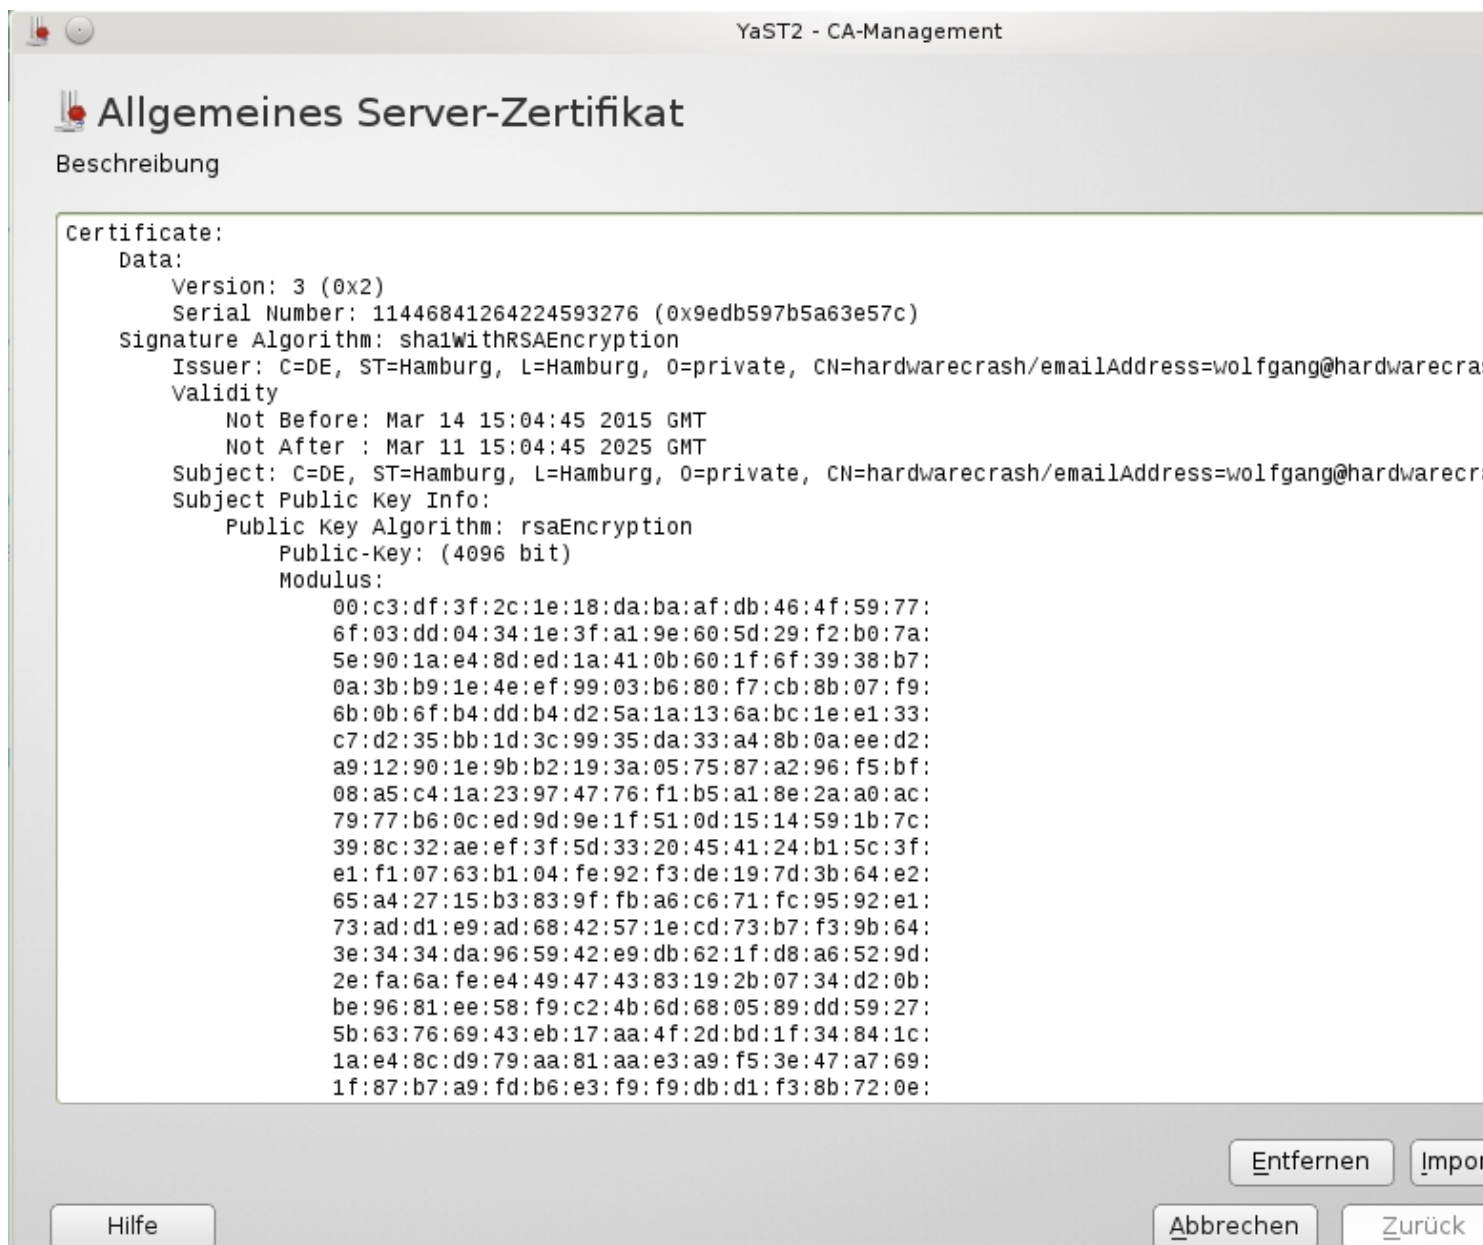 YaST2 - CA-Management
Allgemeines Server-Zertifikat
Beschreibung
Certificate:
    Data:
        Version: 3 (0x2)
        Serial Number: 11446841264224593276 (0x9edb597b5a63e57c)
    Signature Algorithm: sha1WithRSAEncryption
        Issuer: C=DE, ST=Hamburg, L=Hamburg, O=private, CN=hardwarecrash/emailAddress=wolfgang@hardwarecra
        Validity
            Not Before: Mar 14 15:04:45 2015 GMT
            Not After : Mar 11 15:04:45 2025 GMT
        Subject: C=DE, ST=Hamburg, L=Hamburg, O=private, CN=hardwarecrash/emailAddress=wolfgang@hardwarecr
        Subject Public Key Info:
            Public Key Algorithm: rsaEncryption
                Public-Key: (4096 bit)
                Modulus:
                    00:c3:df:3f:2c:1e:18:da:ba:af:db:46:4f:59:77:
                    6f:03:dd:04:34:1e:3f:a1:9e:60:5d:29:f2:b0:7a:
                    5e:90:1a:e4:8d:ed:1a:41:0b:60:1f:6f:39:38:b7:
                    0a:3b:b9:1e:4e:ef:99:03:b6:80:f7:cb:8b:07:f9:
                    6b:0b:6f:b4:dd:b4:d2:5a:1a:13:6a:bc:1e:e1:33:
                    c7:d2:35:bb:1d:3c:99:35:da:33:a4:8b:0a:ee:d2:
                    a9:12:90:1e:9b:b2:19:3a:05:75:87:a2:96:f5:bf:
                    08:a5:c4:1a:23:97:47:76:f1:b5:a1:8e:2a:a0:ac:
                    79:77:b6:0c:ed:9d:9e:1f:51:0d:15:14:59:1b:7c:
                    39:8c:32:ae:ef:3f:5d:33:20:45:41:24:b1:5c:3f:
                    e1:f1:07:63:b1:04:fe:92:f3:de:19:7d:3b:64:e2:
                    65:a4:27:15:b3:83:9f:fb:a6:c6:71:fc:95:92:e1:
                    73:ad:d1:e9:ad:68:42:57:1e:cd:73:b7:f3:9b:64:
                    3e:34:34:da:96:59:42:e9:db:62:1f:d8:a6:52:9d:
                    2e:fa:6a:fe:e4:49:47:43:83:19:2b:07:34:d2:0b:
                    be:96:81:ee:58:f9:c2:4b:6d:68:05:89:dd:59:27:
                    5b:63:76:69:43:eb:17:aa:4f:2d:bd:1f:34:84:1c:
                    1a:e4:8c:d9:79:aa:81:aa:e3:a9:f5:3e:47:a7:69:
                    1f:87:b7:a9:fd:b6:e3:f9:f9:db:d1:f3:8b:72:0e:
Entfernen Impor
Hilfe Abbrechen Zurück